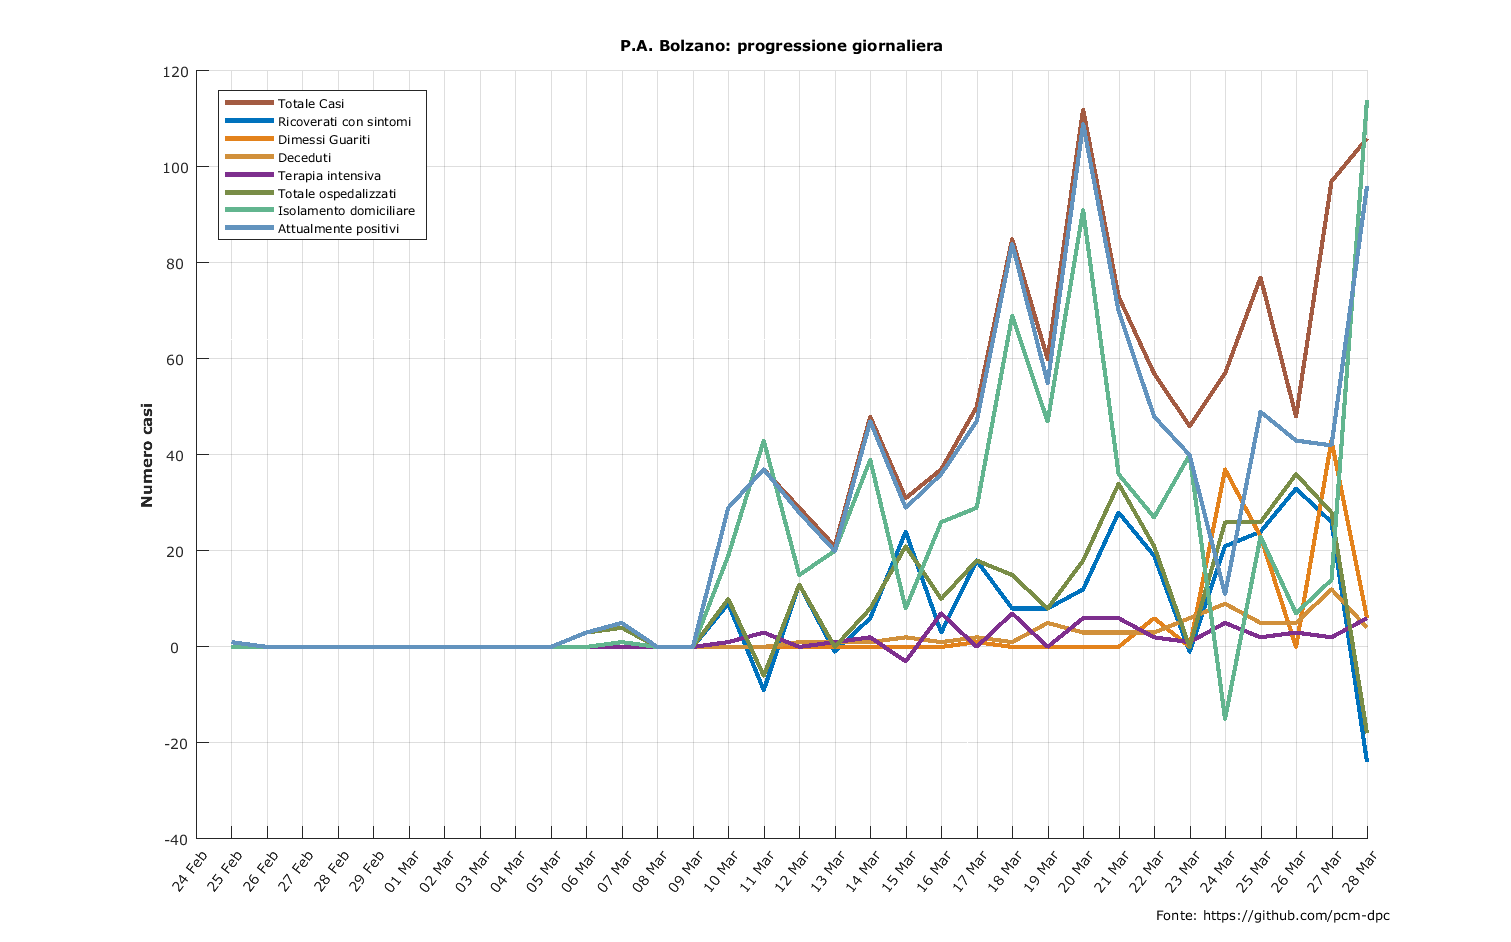 P.A. Bolzano: progressione giornaliera
120
100
80
60
40
20
0
-20
-40
Numero casi
Totale Casi
Ricoverati con sintomi
Dimessi Guariti
Deceduti
Terapia intensiva
Totale ospedalizzati
Isolamento domiciliare
Attualmente positivi
24 Feb
25 Feb
26 Feb
27 Feb
28 Feb
29 Feb
01 Mar
02 Mar
03 Mar
04 Mar
05 Mar
06 Mar
07 Mar
08 Mar
09 Mar
10 Mar
11 Mar
12 Mar
13 Mar
14 Mar
15 Mar
16 Mar
17 Mar
18 Mar
19 Mar
20 Mar
21 Mar
22 Mar
23 Mar
24 Mar
25 Mar
26 Mar
27 Mar
28 Mar
Fonte: https://github.com/pcm-dpc